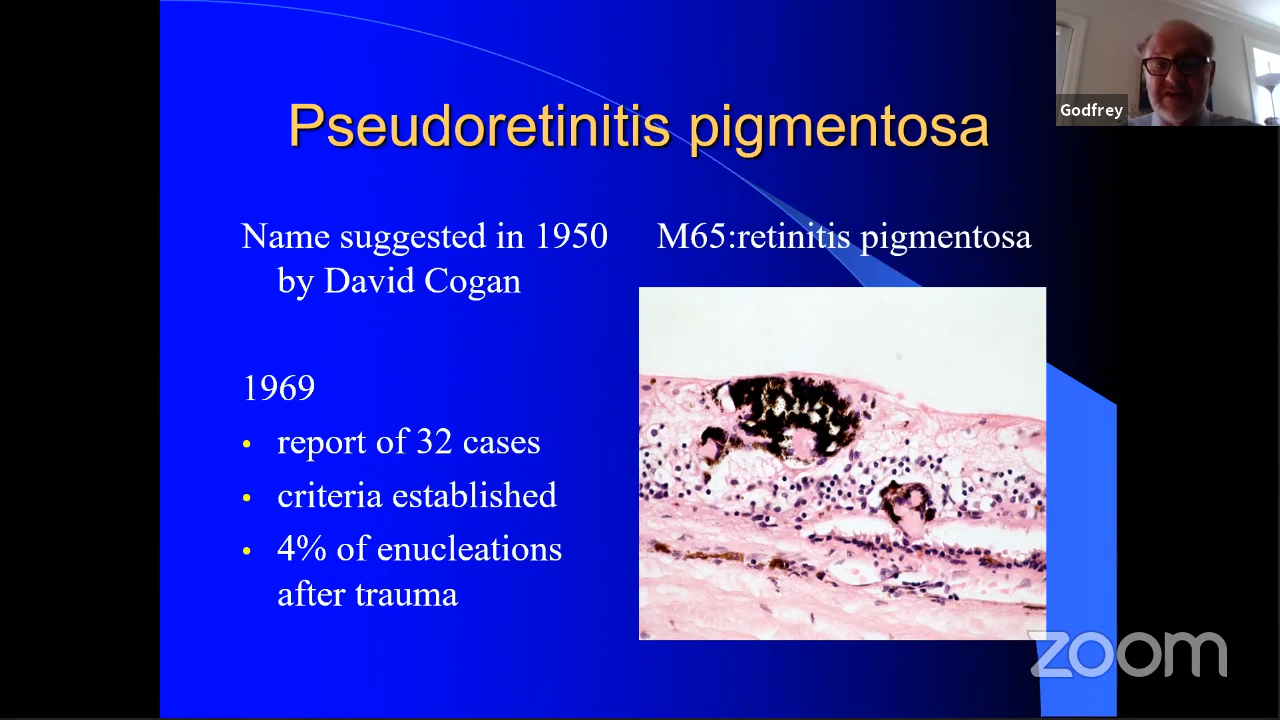 Pseudoretinitis pigmentosa
Godfrey
Name suggested in 1950
by David Cogan
M65:retinitis pigmentosa
1969
• report of 32 cases
• criteria established
• 4% of enucleations
after trauma
zoom